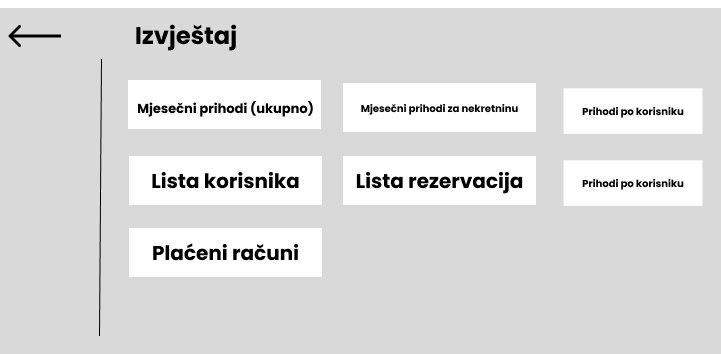 Izvještaj
Mjesečni prihodi (ukupno)
Mjesečni prihodi za nekretninu
Prihodi po korisniku
Lista korisnika
Lista rezervacija
Prihodi po korisniku
Plaćeni računi